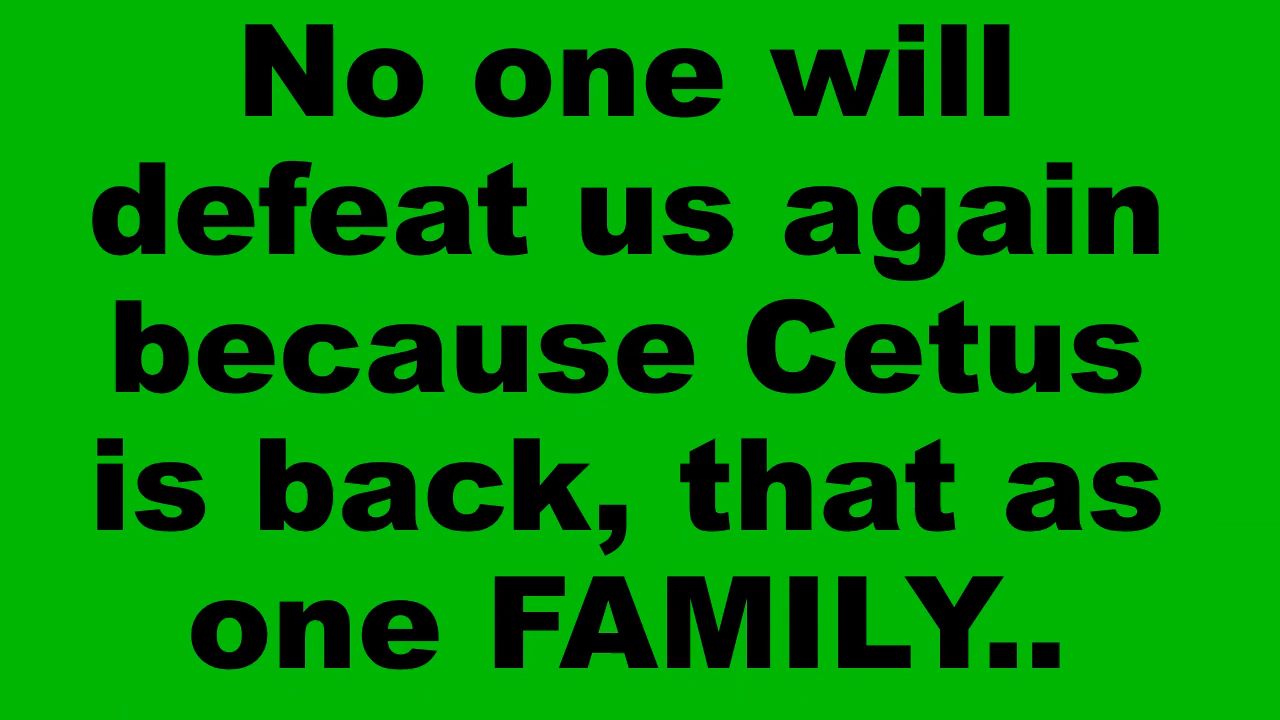 No one will
defeat us again
because Cetus
is back, that as
one FAMILY..